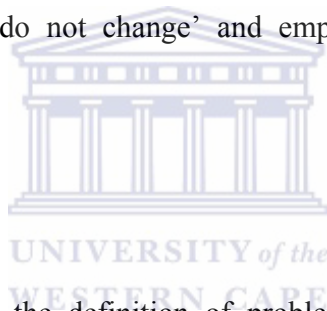 do not change’ and emp
UNIVERSITY of the
WESTERN CAPE
the definition of proble